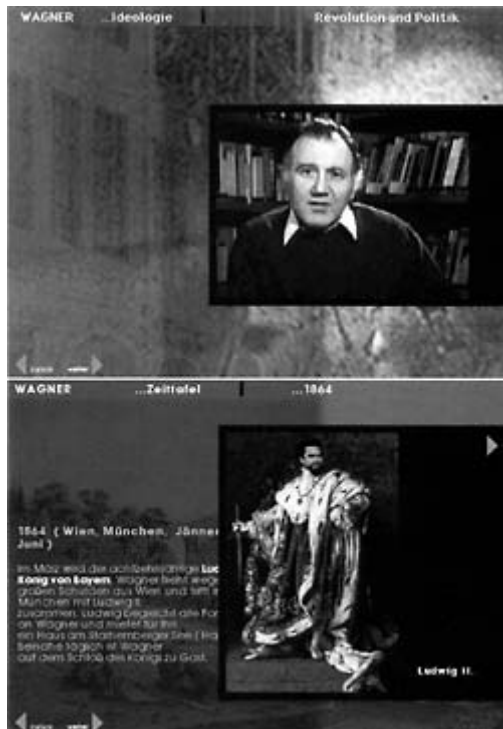 WAGNER ...Ideologie Revolution und Politik
zurück weiter
WAGNER ...Zeittafel ...1864
1864 ( Wien, München, Jänner
Juni )
Im März wird der achtzehnjährige Lud
König von Bayern. Wagner flieht wege
großen Schulden aus Wien und trifft in
München mit Ludwig II.
zusammen. Ludwig begleicht alle For
an Wagner und mietet für ihn
ein Haus am Starnberger See ( Ha
Beinahe täglich ist Wagner
auf dem Schloß des Königs zu Gast.
Ludwig II.
zurück weiter